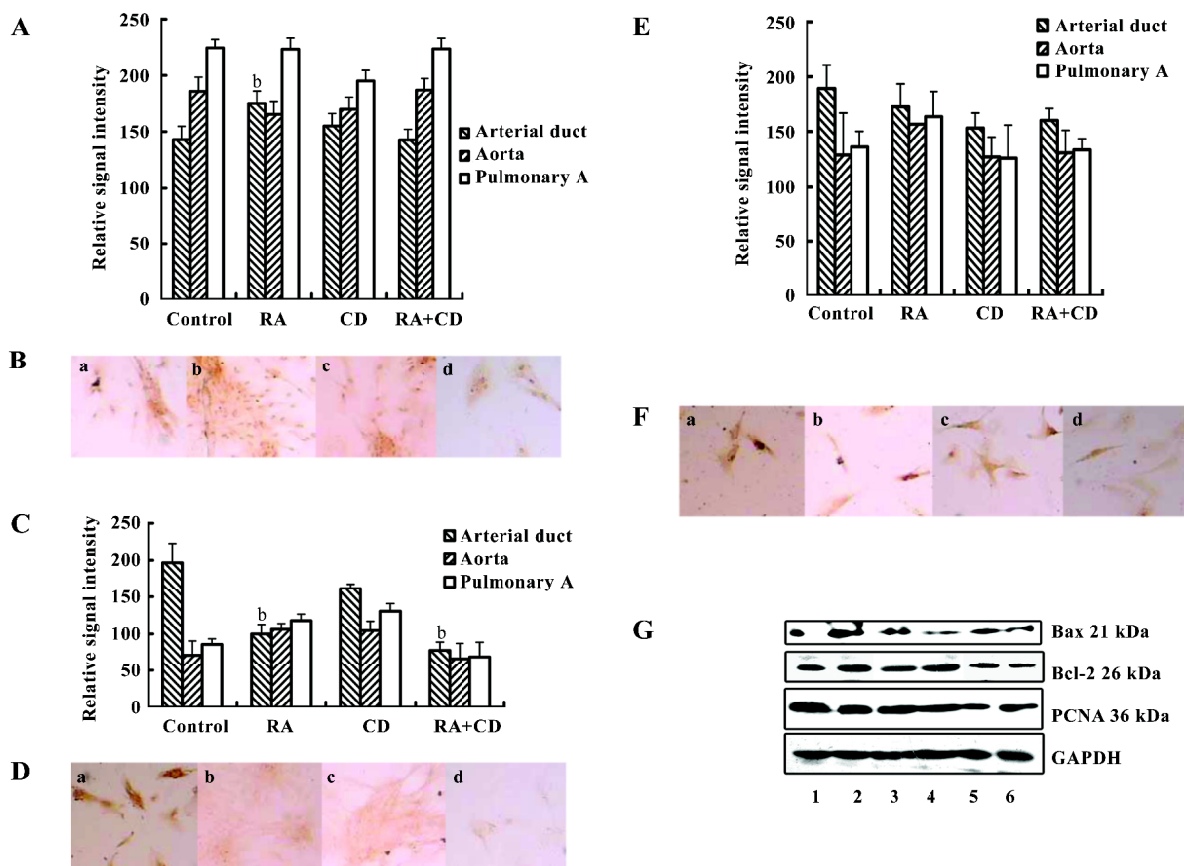 A
Relative signal intensity
250
200
150
100
50
0
b
Arterial duct
Aorta
Pulmonary A
Control RA CD RA+CD
B
a b c d
C
Relative signal intensity
250
200
150
100
50
0
b
b
Arterial duct
Aorta
Pulmonary A
Control RA CD RA+CD
D
a b c d
E
Relative signal intensity
250
200
150
100
50
0
Arterial duct
Aorta
Pulmonary A
Control RA CD RA+CD
F
a b c d
G
Bax 21 kDa
Bcl-2 26 kDa
PCNA 36 kDa
GAPDH
1 2 3 4 5 6